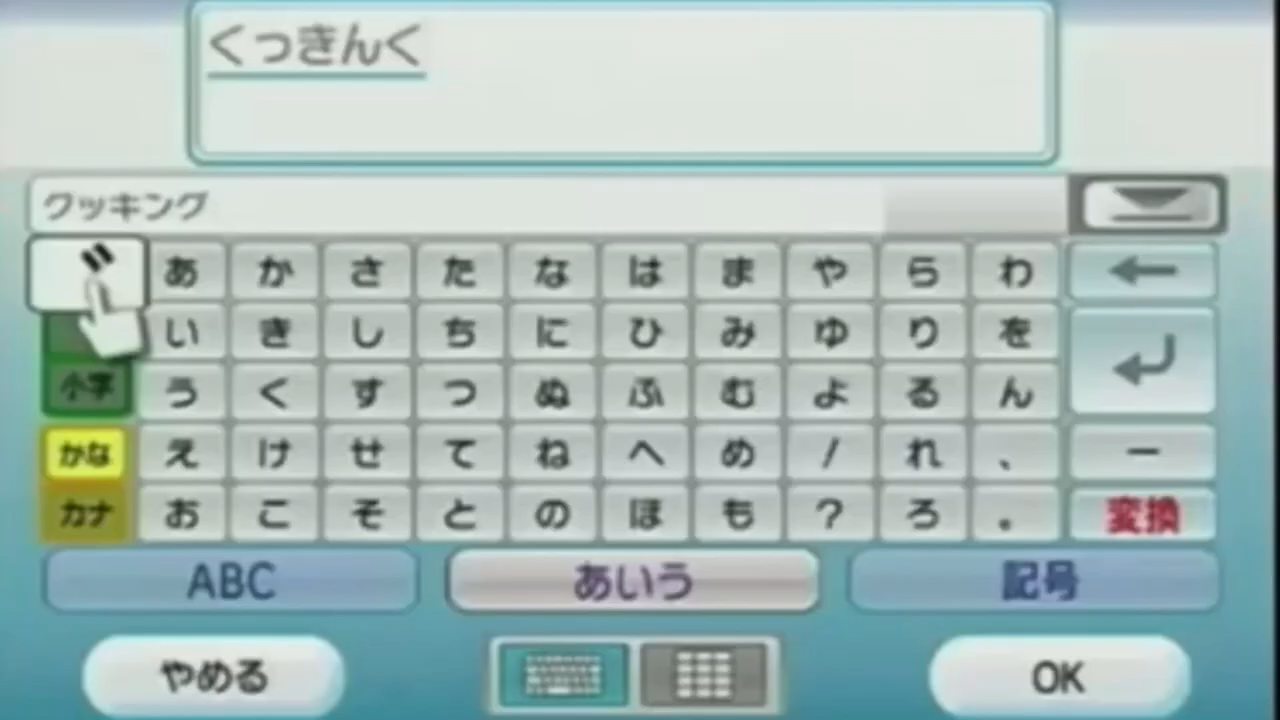 くっきんく
クッキング
゛ あ か さ た な は ま や ら わ
い き し ち に ひ み ゆ り を
小字 う く す つ ぬ ふ む よ る ん
かな え け せ て ね へ め / れ 、 ー
カナ お こ そ と の ほ も ? ろ 。 変換
ABC あいう 記号
やめる OK